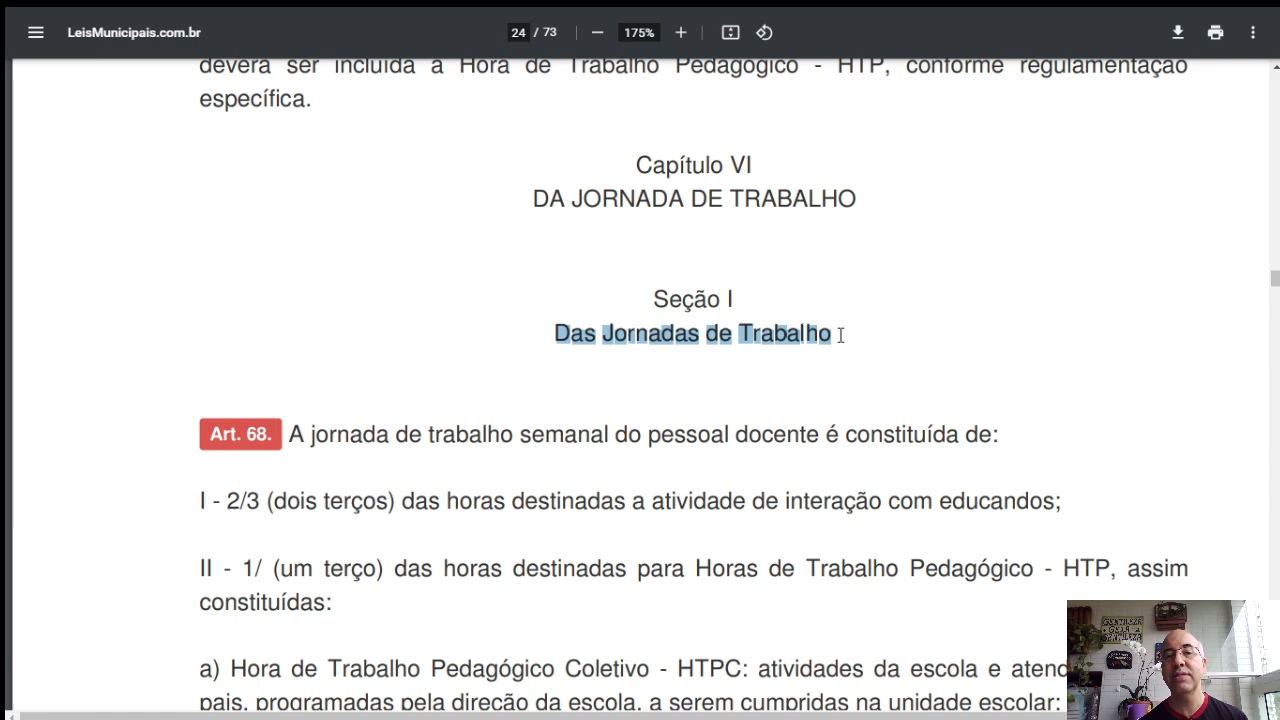 LeisMunicipais.com.br
24 / 73
175%
deverá ser incluída a Hora de Trabalho Pedagógico - HTP, conforme regulamentação
específica.
Capítulo VI
DA JORNADA DE TRABALHO
Seção I
Das Jornadas de Trabalho
Art. 68. A jornada de trabalho semanal do pessoal docente é constituída de:
I - 2/3 (dois terços) das horas destinadas a atividade de interação com educandos;
II - 1/ (um terço) das horas destinadas para Horas de Trabalho Pedagógico - HTP, assim
constituídas:
a) Hora de Trabalho Pedagógico Coletivo - HTPC: atividades da escola e atend
pais, programadas pela direção da escola, a serem cumpridas na unidade escolar;